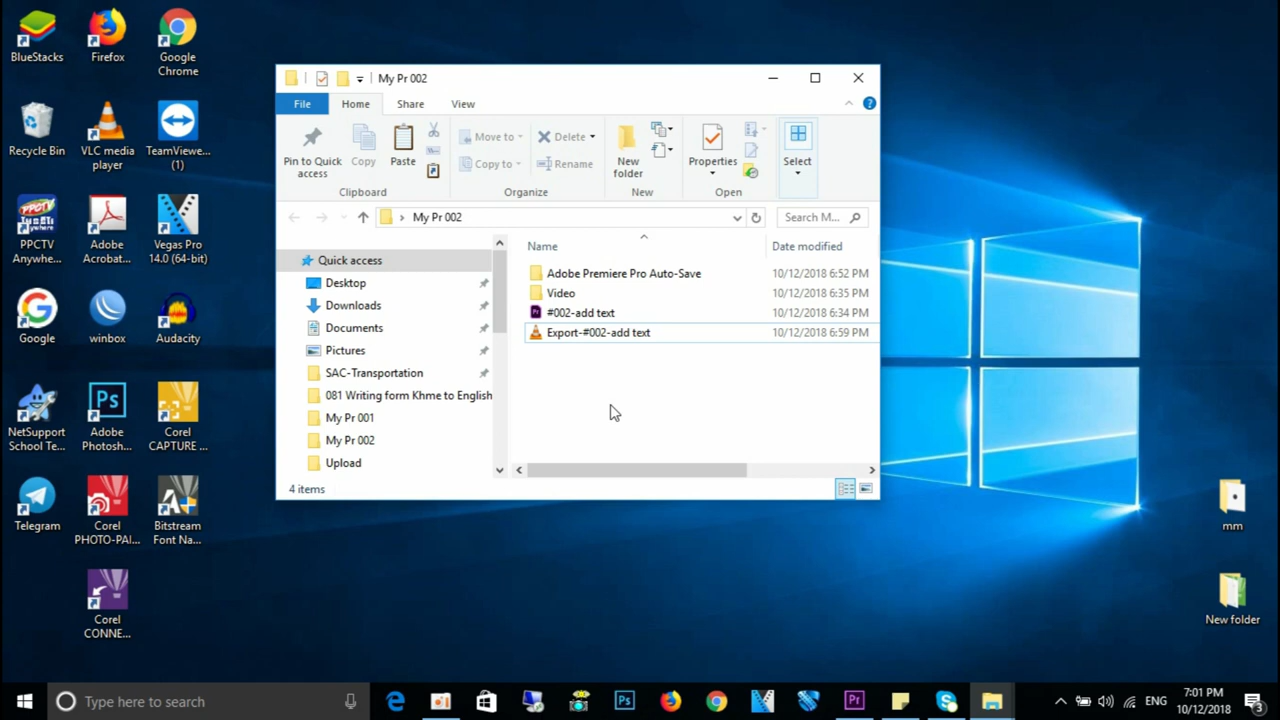 BlueStacks
Firefox
Google
Chrome
Recycle Bin
VLC media
player
TeamViewe...
(1)
PPCTV
Anywhe...
Adobe
Acrobat...
Vegas Pro
14.0 (64-bit)
Google
winbox
Audacity
NetSupport
School Te...
Adobe
Photosh...
Corel
CAPTURE ...
Telegram
Corel
PHOTO-PAI...
Bitstream
Font Na...
Corel
CONNE...
My Pr 002
File
Home
Share
View
Pin to Quick
access
Copy
Paste
Clipboard
Move to
Copy to
Delete
Rename
Organize
New
folder
New
Properties
Open
Select
My Pr 002
Search M...
Quick access
Desktop
Downloads
Documents
Pictures
SAC-Transportation
081 Writing form Khme to English
My Pr 001
My Pr 002
Upload
Name Date modified
Adobe Premiere Pro Auto-Save 10/12/2018 6:52 PM
Video 10/12/2018 6:35 PM
#002-add text 10/12/2018 6:34 PM
Export-#002-add text 10/12/2018 6:59 PM
4 items
mm
New folder
Type here to search
Ps
Pr
ENG
7:01 PM
10/12/2018
3